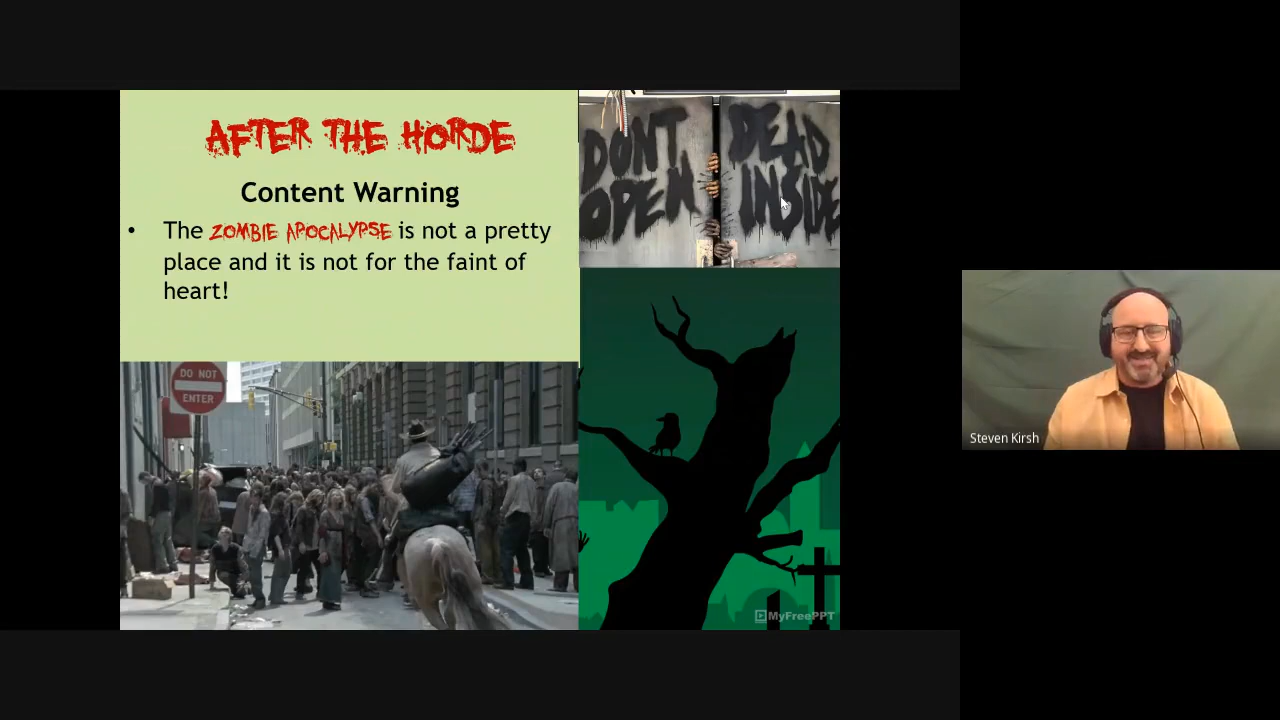 AFTER THE HORDE
Content Warning
• The ZOMBIE APOCALYPSE is not a pretty
place and it is not for the faint of
heart!
DONT DEAD
OPEN INSIDE
DO NOT
ENTER
MyFreePPT
Steven Kirsh